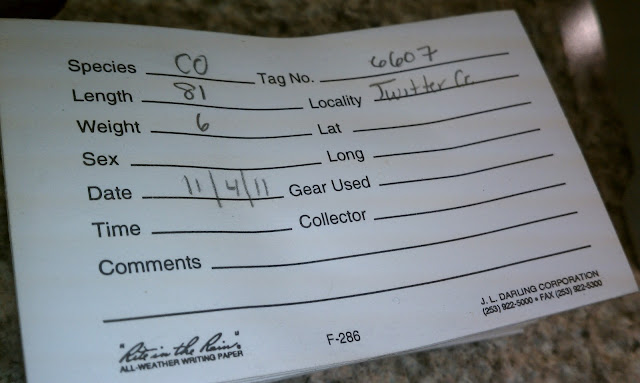 Species CO Tag No. 6607
Length 81 Locality Twitter Cr.
Weight 6 Lat
Sex Long
Date 11/4/11 Gear Used
Time Collector
Comments
J. L. DARLING CORPORATION
(253) 922-5000 • FAX (253) 922-5300
"Rite in the Rain"
ALL-WEATHER WRITING PAPER
F-286